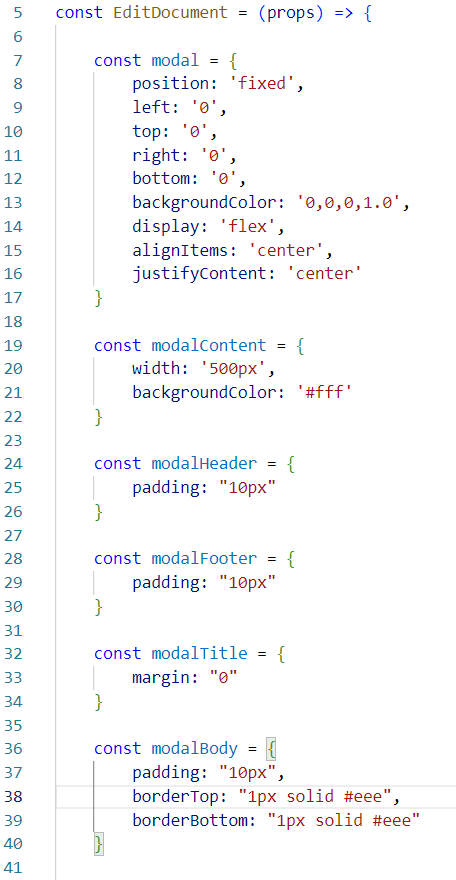 5 const EditDocument = (props) => {
6
7     const modal = {
8         position: 'fixed',
9         left: '0',
10         top: '0',
11         right: '0',
12         bottom: '0',
13         backgroundColor: '0,0,0,1.0',
14         display: 'flex',
15         alignItems: 'center',
16         justifyContent: 'center'
17     }
18
19     const modalContent = {
20         width: '500px',
21         backgroundColor: '#fff'
22     }
23
24     const modalHeader = {
25         padding: "10px"
26     }
27
28     const modalFooter = {
29         padding: "10px"
30     }
31
32     const modalTitle = {
33         margin: "0"
34     }
35
36     const modalBody = {
37         padding: "10px",
38         borderTop: "1px solid #eee",
39         borderBottom: "1px solid #eee"
40     }
41